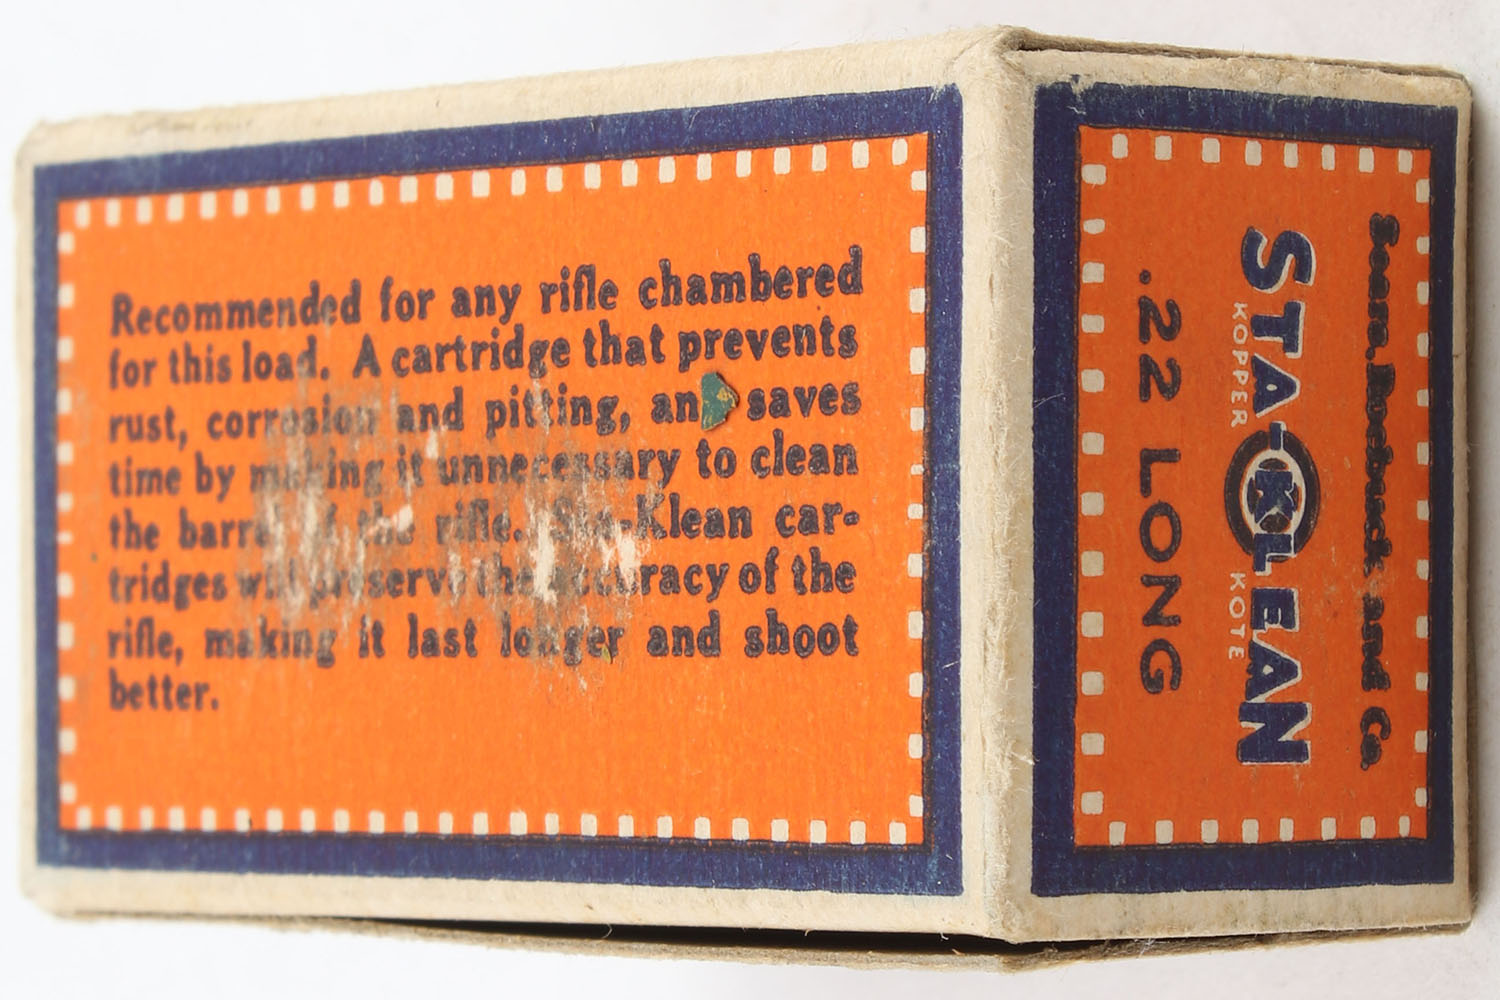 Recommended for any rifle chambered
for this load. A cartridge that prevents
rust, corrosion and pitting, and saves
time by making it unnecessary to clean
the barrel of the rifle. Sta-Klean car-
tridges will preserve the accuracy of the
rifle, making it last longer and shoot
better.
Sears, Roebuck and Co.
STA-KLEAN
KOPPER KOTE
.22 LONG